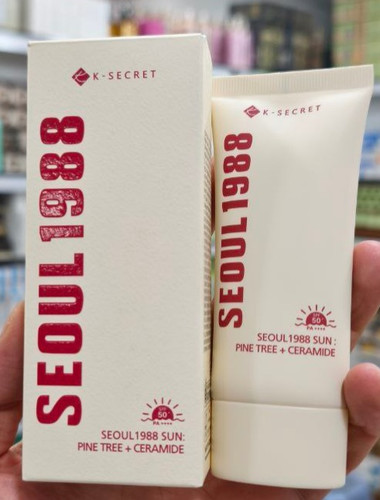 K-SECRET
SEOUL1988
SPF
50+
PA ++++
SEOUL1988 SUN:
PINE TREE + CERAMIDE
K-SECRET
SEOUL1988
SPF
50+
PA ++++
SEOUL1988 SUN :
PINE TREE + CERAMIDE